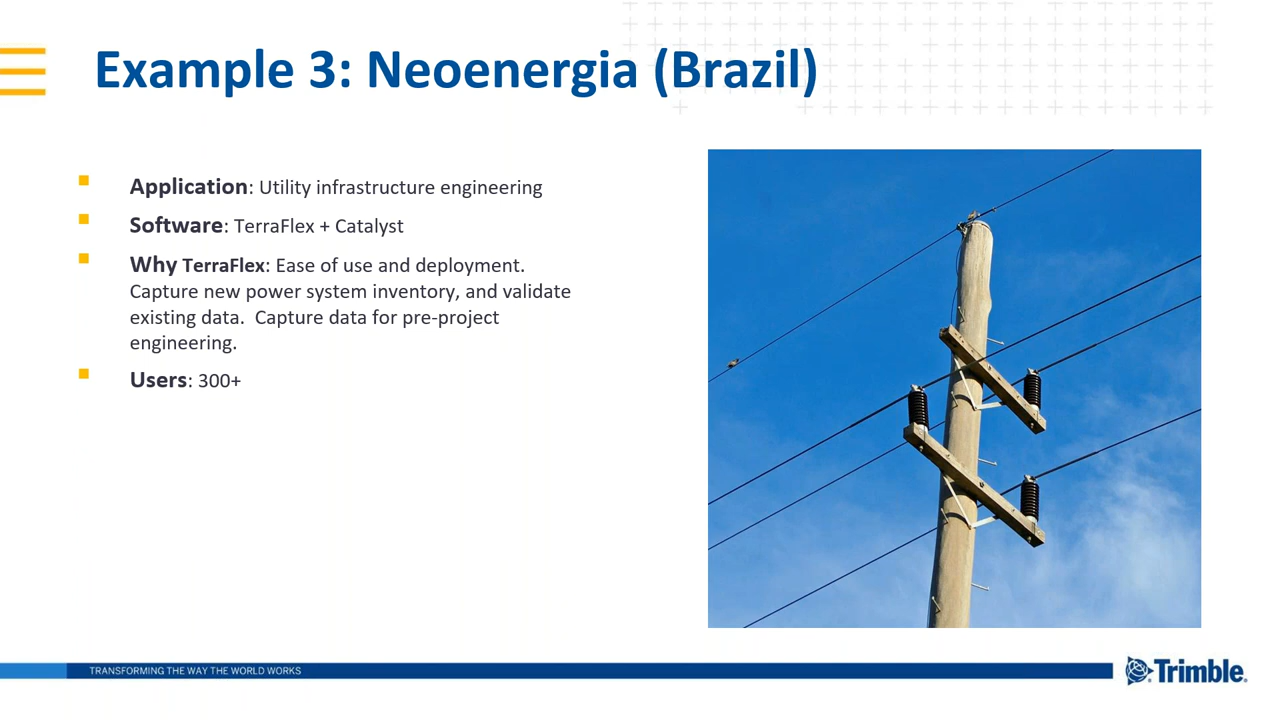 Example 3: Neoenergia (Brazil)
Application: Utility infrastructure engineering
Software: TerraFlex + Catalyst
Why TerraFlex: Ease of use and deployment.
Capture new power system inventory, and validate
existing data.  Capture data for pre-project
engineering.
Users: 300+
TRANSFORMING THE WAY THE WORLD WORKS
Trimble.